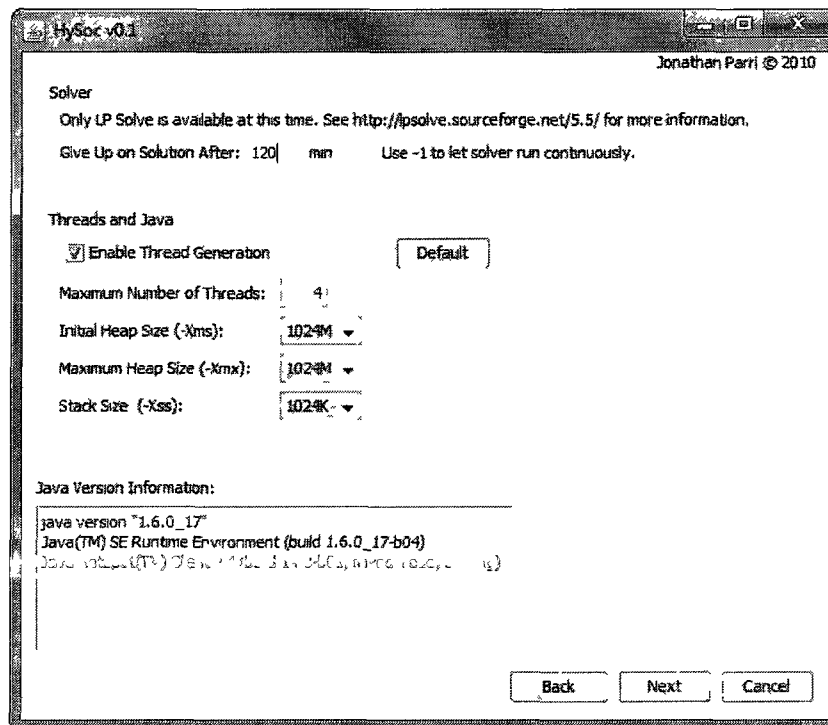 HySoc v0.1
Jonathan Parri © 2010
Solver
Only LP Solve is available at this time. See http://lpsolve.sourceforge.net/5.5/ for more information.
Give Up on Solution After: 120 min Use -1 to let solver run continuously.
Threads and Java
Enable Thread Generation Default
Maximum Number of Threads: 4
Initial Heap Size (-Xms): 1024M
Maximum Heap Size (-Xmx): 1024M
Stack Size (-Xss): 1024K
Java Version Information:
java version "1.6.0_17"
Java(TM) SE Runtime Environment (build 1.6.0_17-b04)
Back Next Cancel